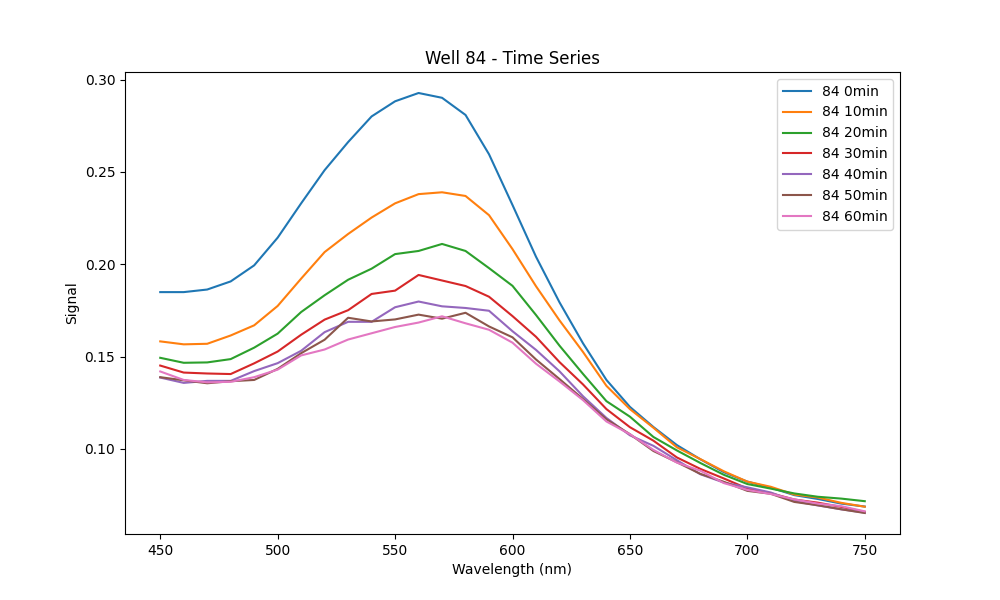 Well 84 - Time Series
84 0min
84 10min
84 20min
84 30min
84 40min
84 50min
84 60min
Signal
0.30
0.25
0.20
0.15
0.10
450 500 550 600 650 700 750
Wavelength (nm)